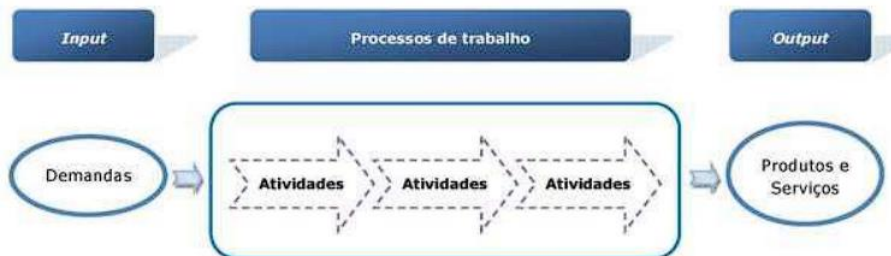 Input
Processos de trabalho
Output
Demandas
Atividades
Atividades
Atividades
Produtos e
Serviços